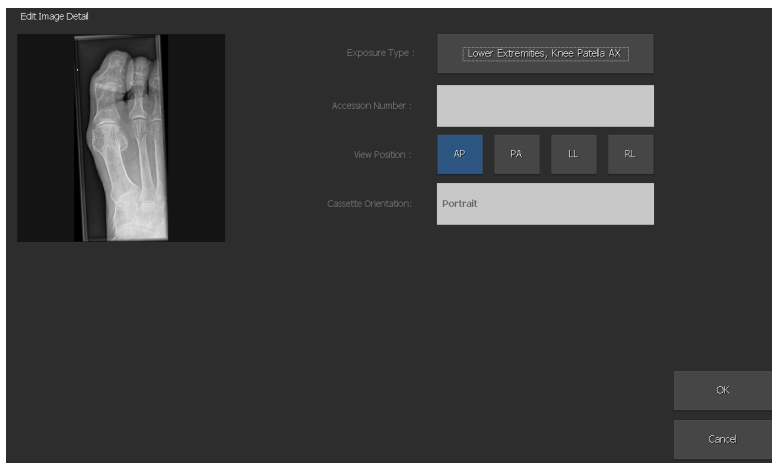 Edit Image Detail
Exposure Type :
Lower Extremities, Knee Patella AX
Accession Number :
View Position :
AP
PA
LL
RL
Cassette Orientation:
Portrait
OK
Cancel